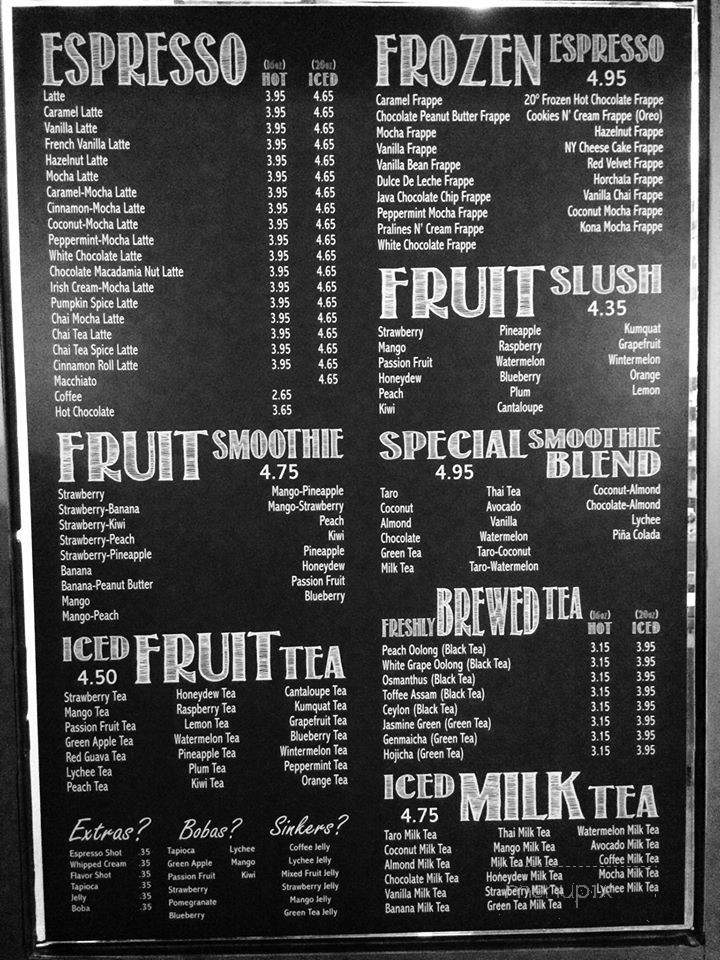 ESPRESSO (16oz) HOT (20oz) ICED
Latte 3.95 4.65
Caramel Latte 3.95 4.65
Vanilla Latte 3.95 4.65
French Vanilla Latte 3.95 4.65
Hazelnut Latte 3.95 4.65
Mocha Latte 3.95 4.65
Caramel-Mocha Latte 3.95 4.65
Cinnamon-Mocha Latte 3.95 4.65
Coconut-Mocha Latte 3.95 4.65
Peppermint-Mocha Latte 3.95 4.65
White Chocolate Latte 3.95 4.65
Chocolate Macadamia Nut Latte 3.95 4.65
Irish Cream-Mocha Latte 3.95 4.65
Pumpkin Spice Latte 3.95 4.65
Chai Mocha Latte 3.95 4.65
Chai Tea Latte 3.95 4.65
Chai Tea Spice Latte 3.95 4.65
Cinnamon Roll Latte 3.95 4.65
Macchiato 4.65
Coffee 2.65
Hot Chocolate 3.65
FRUIT SMOOTHIE
4.75
Strawberry Mango-Pineapple
Strawberry-Banana Mango-Strawberry
Strawberry-Kiwi Peach
Strawberry-Peach Kiwi
Strawberry-Pineapple Pineapple
Banana Honeydew
Banana-Peanut Butter Passion Fruit
Mango Blueberry
Mango-Peach
ICED FRUIT TEA
4.50
Strawberry Tea Honeydew Tea Cantaloupe Tea
Mango Tea Raspberry Tea Kumquat Tea
Passion Fruit Tea Lemon Tea Grapefruit Tea
Green Apple Tea Watermelon Tea Blueberry Tea
Red Guava Tea Pineapple Tea Wintermelon Tea
Lychee Tea Plum Tea Peppermint Tea
Peach Tea Kiwi Tea Orange Tea
Extras?
Espresso Shot .35
Whipped Cream .35
Flavor Shot .35
Tapioca .35
Jelly .35
Boba .35
Bobas?
Tapioca Lychee
Green Apple Mango
Passion Fruit Kiwi
Strawberry
Pomegranate
Blueberry
Sinkers?
Coffee Jelly
Lychee Jelly
Mixed Fruit Jelly
Strawberry Jelly
Mango Jelly
Green Tea Jelly
FROZEN ESPRESSO
4.95
Caramel Frappe 20° Frozen Hot Chocolate Frappe
Chocolate Peanut Butter Frappe Cookies N' Cream Frappe (Oreo)
Mocha Frappe Hazelnut Frappe
Vanilla Frappe NY Cheese Cake Frappe
Vanilla Bean Frappe Red Velvet Frappe
Dulce De Leche Frappe Horchata Frappe
Java Chocolate Chip Frappe Vanilla Chai Frappe
Peppermint Mocha Frappe Coconut Mocha Frappe
Pralines N' Cream Frappe Kona Mocha Frappe
White Chocolate Frappe
FRUIT SLUSH
4.35
Strawberry Pineapple Kumquat
Mango Raspberry Grapefruit
Passion Fruit Watermelon Wintermelon
Honeydew Blueberry Orange
Peach Plum Lemon
Kiwi Cantaloupe
SPECIAL SMOOTHIE BLEND
4.95
Taro Thai Tea Coconut-Almond
Coconut Avocado Chocolate-Almond
Almond Vanilla Lychee
Chocolate Watermelon Piña Colada
Green Tea Taro-Coconut
Milk Tea Taro-Watermelon
FRESHLY BREWED TEA (16oz) HOT (20oz) ICED
Peach Oolong (Black Tea) 3.15 3.95
White Grape Oolong (Black Tea) 3.15 3.95
Osmanthus (Black Tea) 3.15 3.95
Toffee Assam (Black Tea) 3.15 3.95
Ceylon (Black Tea) 3.15 3.95
Jasmine Green (Green Tea) 3.15 3.95
Genmaicha (Green Tea) 3.15 3.95
Hojicha (Green Tea) 3.15 3.95
ICED MILK TEA
4.75
Taro Milk Tea Thai Milk Tea Watermelon Milk Tea
Coconut Milk Tea Mango Milk Tea Avocado Milk Tea
Almond Milk Tea Milk Tea Milk Tea Coffee Milk Tea
Chocolate Milk Tea Honeydew Milk Tea Mocha Milk Tea
Vanilla Milk Tea Strawberry Milk Tea Lychee Milk Tea
Banana Milk Tea Green Tea Milk Tea
menupix